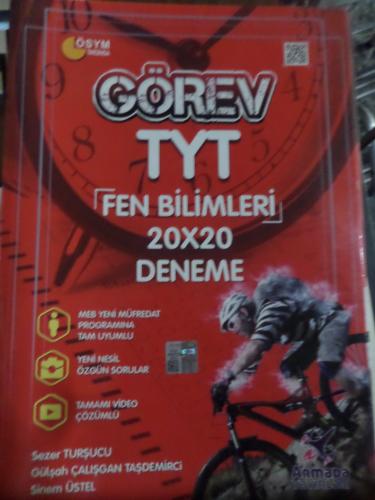 ÖSYM
GÖREV
TYT
FEN BİLİMLERİ
20X20
DENEME
MEB YENİ MÜFREDAT
PROGRAMINA
TAM UYUMLU
YENİ NESİL
ÖZGÜN SORULAR
TAMAMI VİDEO
ÇÖZÜMLÜ
Sezer TURŞUCU
Gülşah ÇALIŞGAN TAŞDEMİRCİ
Sinem ÜSTEL
Armada